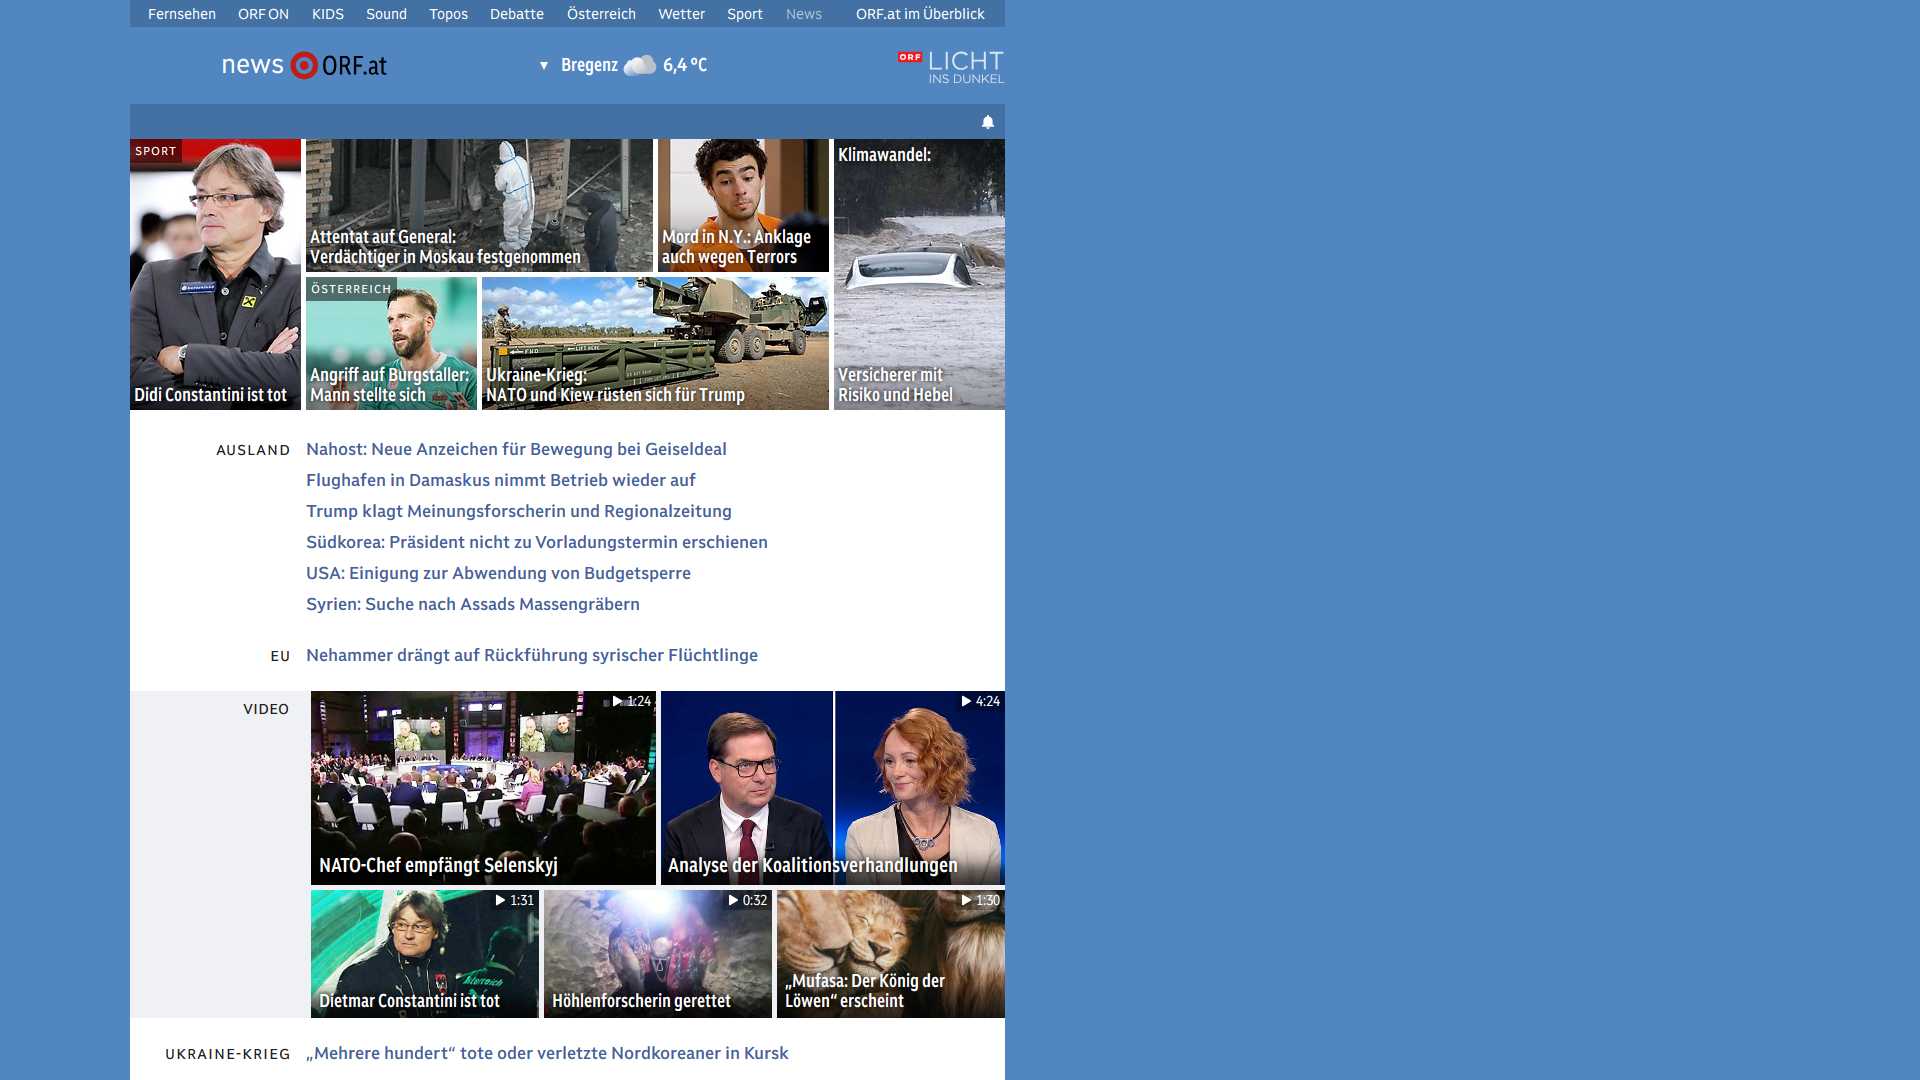 Fernsehen ORF ON KIDS Sound Topos Debatte Österreich Wetter Sport News ORF.at im Überblick
news ORF.at
Bregenz 6,4 °C
ORF LICHT
INS DUNKEL
SPORT
Didi Constantini ist tot
Attentat auf General:
Verdächtiger in Moskau festgenommen
Mord in N.Y.: Anklage
auch wegen Terrors
Klimawandel:
Versicherer mit
Risiko und Hebel
ÖSTERREICH
Angriff auf Burgstaller:
Mann stellte sich
Ukraine-Krieg:
NATO und Kiew rüsten sich für Trump
AUSLAND
Nahost: Neue Anzeichen für Bewegung bei Geiseldeal
Flughafen in Damaskus nimmt Betrieb wieder auf
Trump klagt Meinungsforscherin und Regionalzeitung
Südkorea: Präsident nicht zu Vorladungstermin erschienen
USA: Einigung zur Abwendung von Budgetsperre
Syrien: Suche nach Assads Massengräbern
EU
Nehammer drängt auf Rückführung syrischer Flüchtlinge
VIDEO
1:24
NATO-Chef empfängt Selenskyj
4:24
Analyse der Koalitionsverhandlungen
1:31
Dietmar Constantini ist tot
0:32
Höhlenforscherin gerettet
1:30
„Mufasa: Der König der
Löwen“ erscheint
UKRAINE-KRIEG
„Mehrere hundert“ tote oder verletzte Nordkoreaner in Kursk